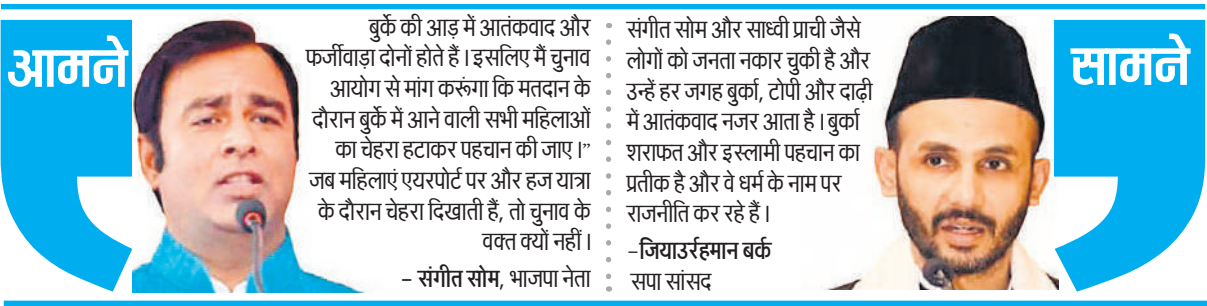 आमने
बुर्के की आड़ में आतंकवाद और
फर्जीवाड़ा दोनों होते हैं । इसलिए मैं चुनाव
आयोग से मांग करूंगा कि मतदान के
दौरान बुर्के में आने वाली सभी महिलाओं
का चेहरा हटाकर पहचान की जाए ।”
जब महिलाएं एयरपोर्ट पर और हज यात्रा
के दौरान चेहरा दिखाती हैं, तो चुनाव के
वक्त क्यों नहीं ।
– संगीत सोम, भाजपा नेता
संगीत सोम और साध्वी प्राची जैसे
लोगों को जनता नकार चुकी है और
उन्हें हर जगह बुर्का, टोपी और दाढ़ी
में आतंकवाद नजर आता है । बुर्का
शराफत और इस्लामी पहचान का
प्रतीक है और वे धर्म के नाम पर
राजनीति कर रहे हैं ।
–जियाउर्रहमान बर्क
सपा सांसद
सामने